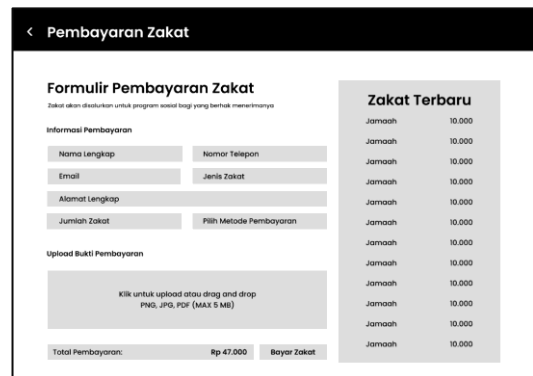 Pembayaran Zakat
Formulir Pembayaran Zakat
Zakat akan disalurkan untuk program sosial bagi yang berhak menerimanya
Informasi Pembayaran
Nama Lengkap
Nomor Telepon
Email
Jenis Zakat
Alamat Lengkap
Jumlah Zakat
Pilih Metode Pembayaran
Upload Bukti Pembayaran
Klik untuk upload atau drag and drop
PNG, JPG, PDF (MAX 5 MB)
Total Pembayaran: Rp 47.000
Bayar Zakat
Zakat Terbaru
Jamaah 10.000
Jamaah 10.000
Jamaah 10.000
Jamaah 10.000
Jamaah 10.000
Jamaah 10.000
Jamaah 10.000
Jamaah 10.000
Jamaah 10.000
Jamaah 10.000
Jamaah 10.000
Jamaah 10.000